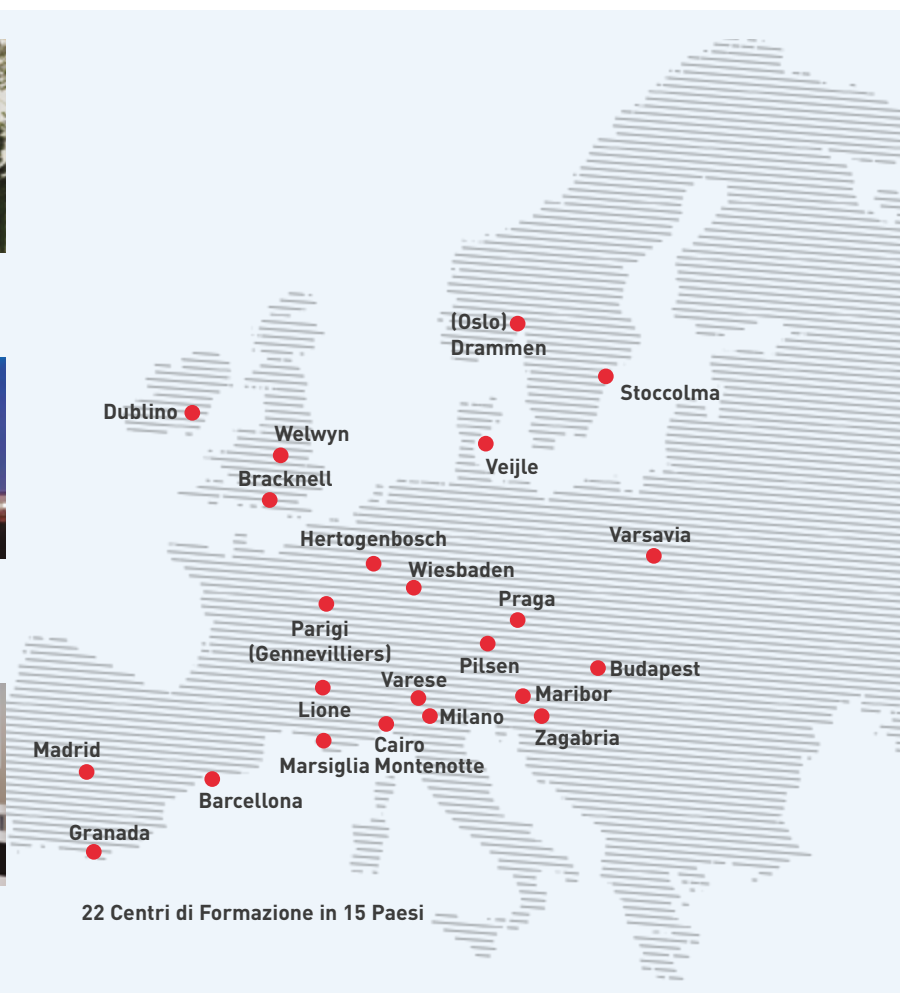 (Oslo)
Drammen
Stoccolma
Dublino
Welwyn
Veijle
Bracknell
Varsavia
Hertogenbosch
Wiesbaden
Praga
Parigi
(Gennevilliers)
Pilsen
Budapest
Varese
Maribor
Lione
Milano
Zagabria
Cairo
Montenotte
Marsiglia
Madrid
Barcellona
Granada
22 Centri di Formazione in 15 Paesi